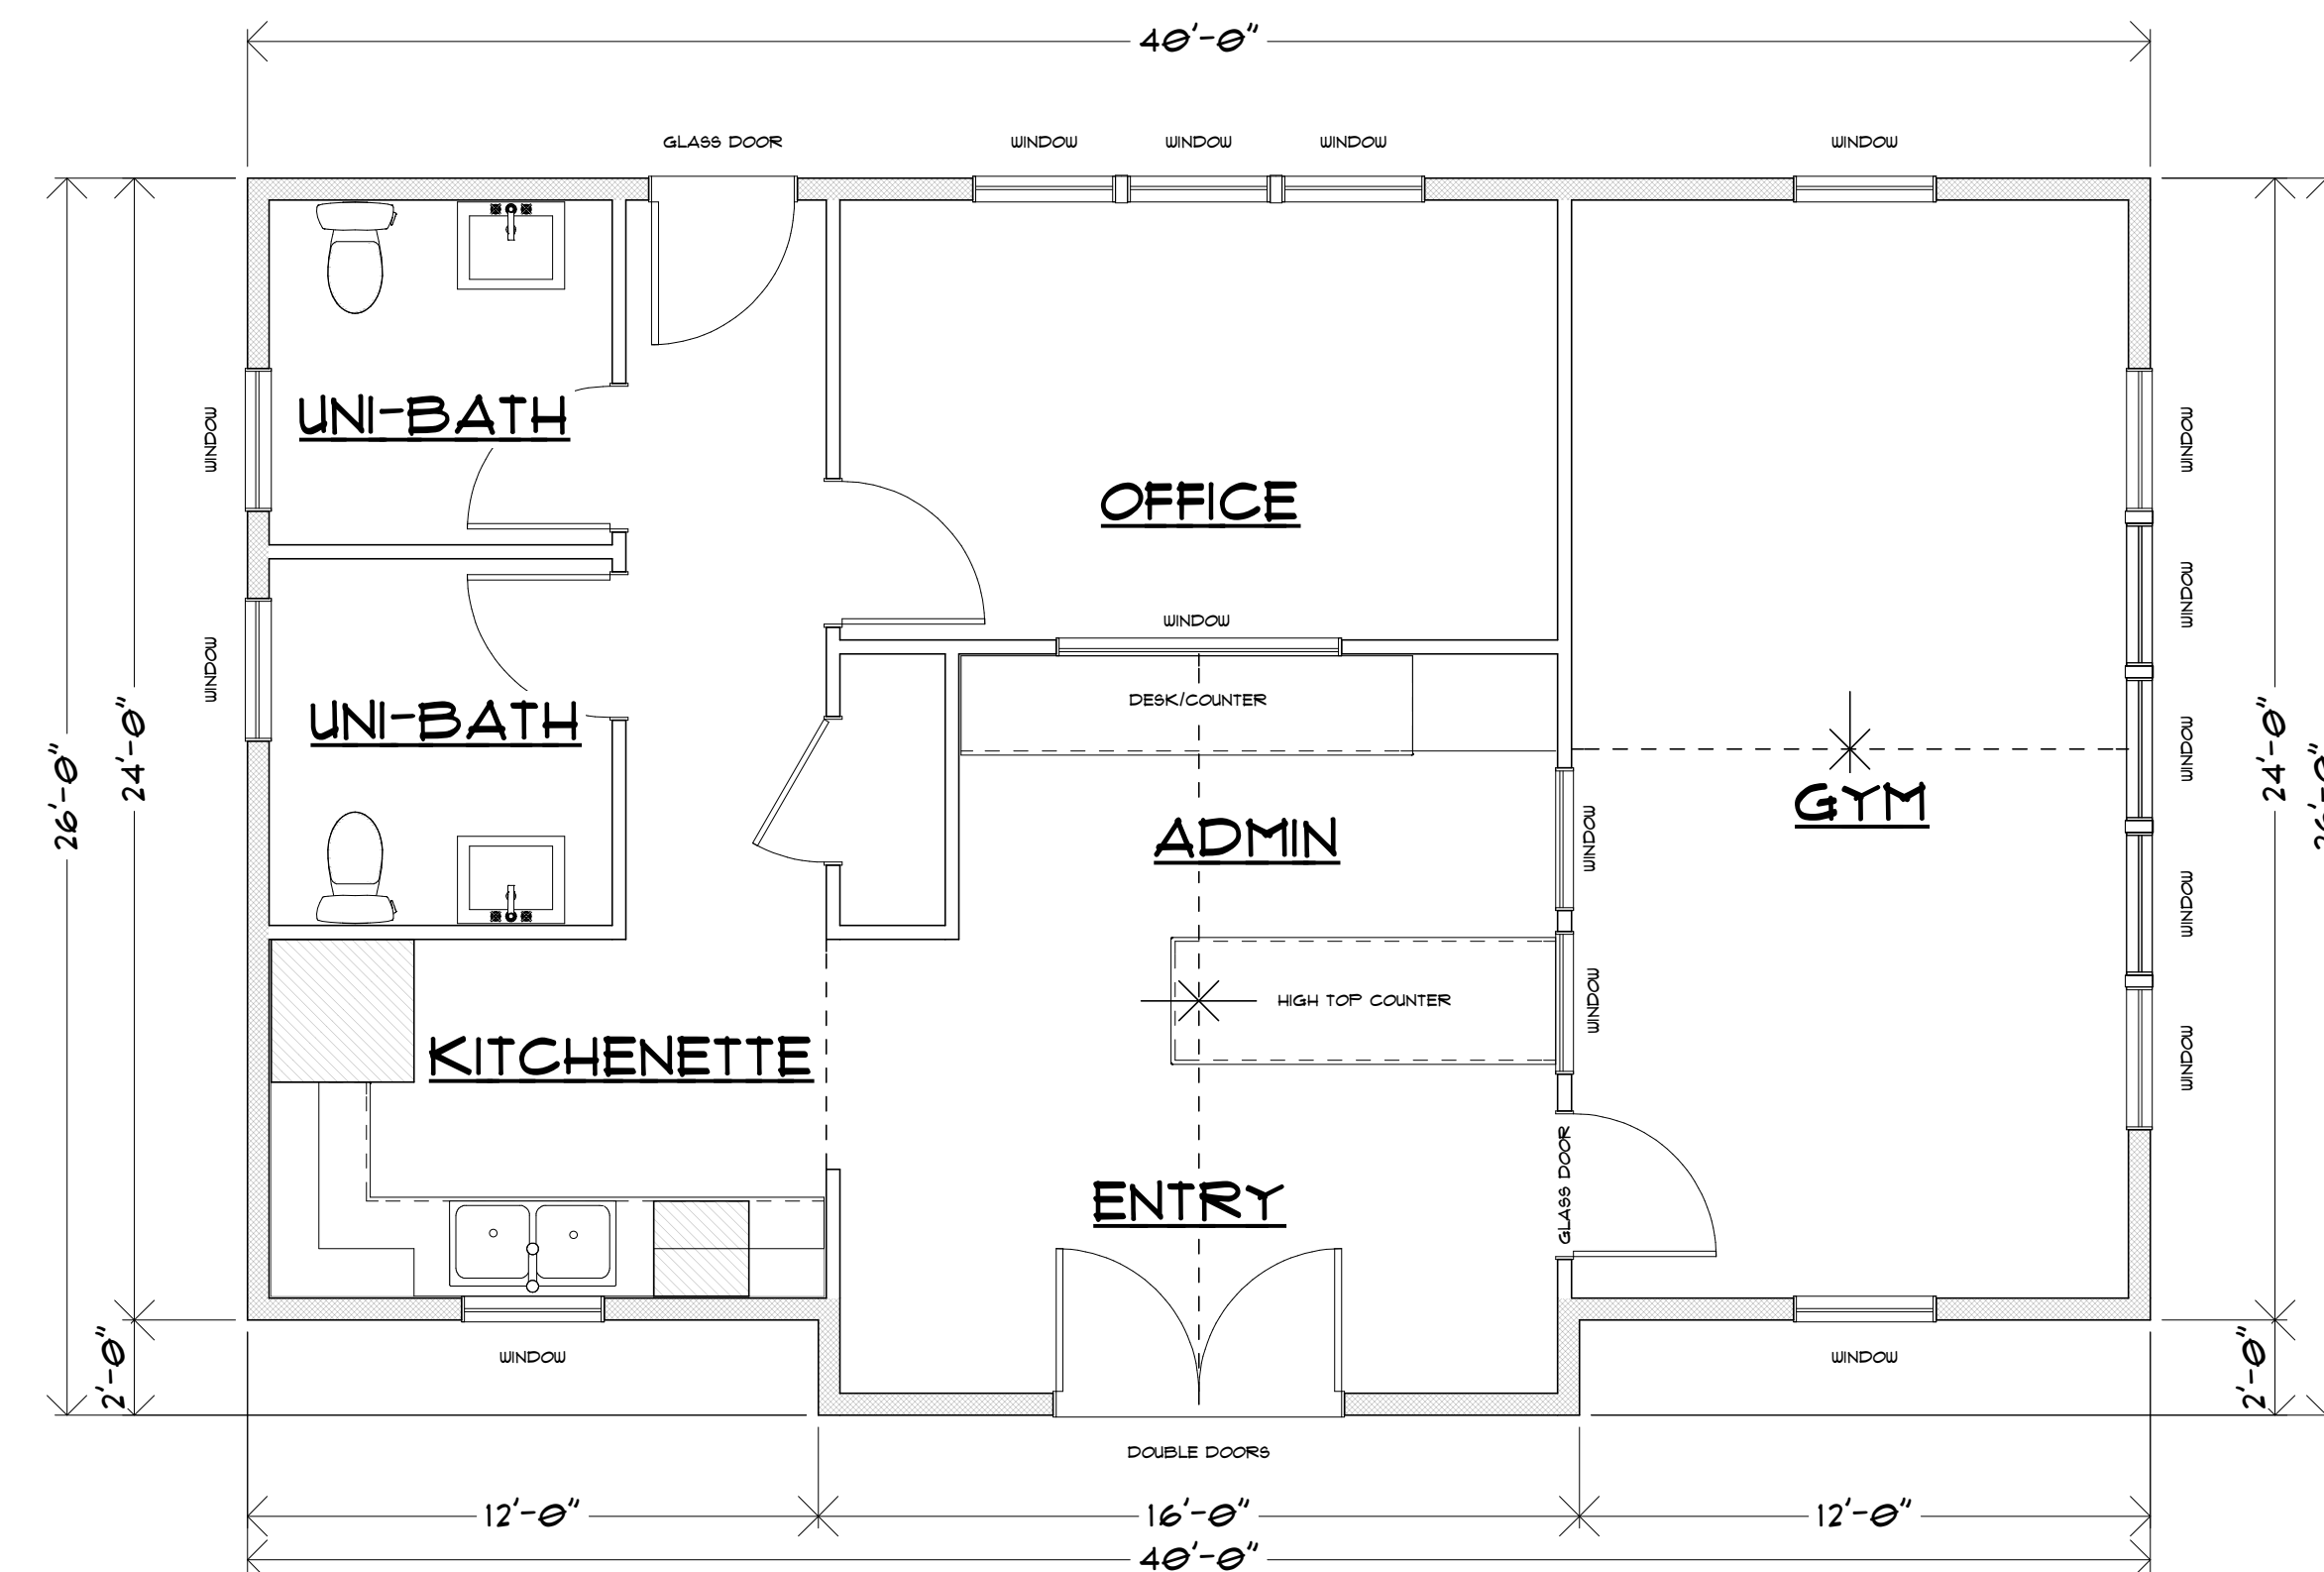 40'-0"
GLASS DOOR
WINDOW
WINDOW
WINDOW
WINDOW
UNI-BATH
WINDOW
WINDOW
OFFICE
WINDOW
WINDOW
WINDOW
DESK/COUNTER
UNI-BATH
26'-0"
24'-0"
24'-0"
26'-0"
WINDOW
GYM
ADMIN
WINDOW
WINDOW
HIGH TOP COUNTER
WINDOW
KITCHENETTE
WINDOW
GLASS DOOR
ENTRY
2'-0"
WINDOW
WINDOW
2'-0"
DOUBLE DOORS
12'-0"
16'-0"
12'-0"
40'-0"